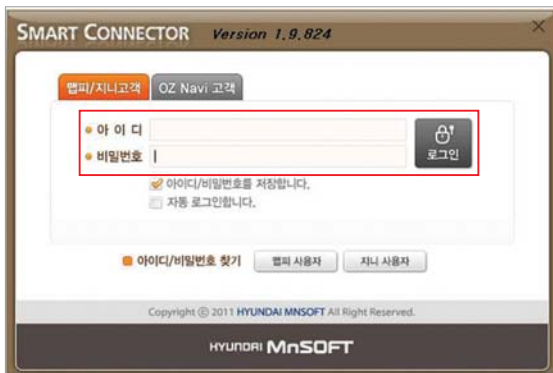 SMART CONNECTOR Version 1.9.824
맵피/지니고객 OZ Navi 고객
아 이 디
비밀번호
로그인
아이디/비밀번호를 저장합니다.
자동 로그인합니다.
아이디/비밀번호 찾기 맵피 사용자 지니 사용자
Copyright ⓒ 2011 HYUNDAI MNSOFT All Right Reserved.
HYUNDAI MnSOFT